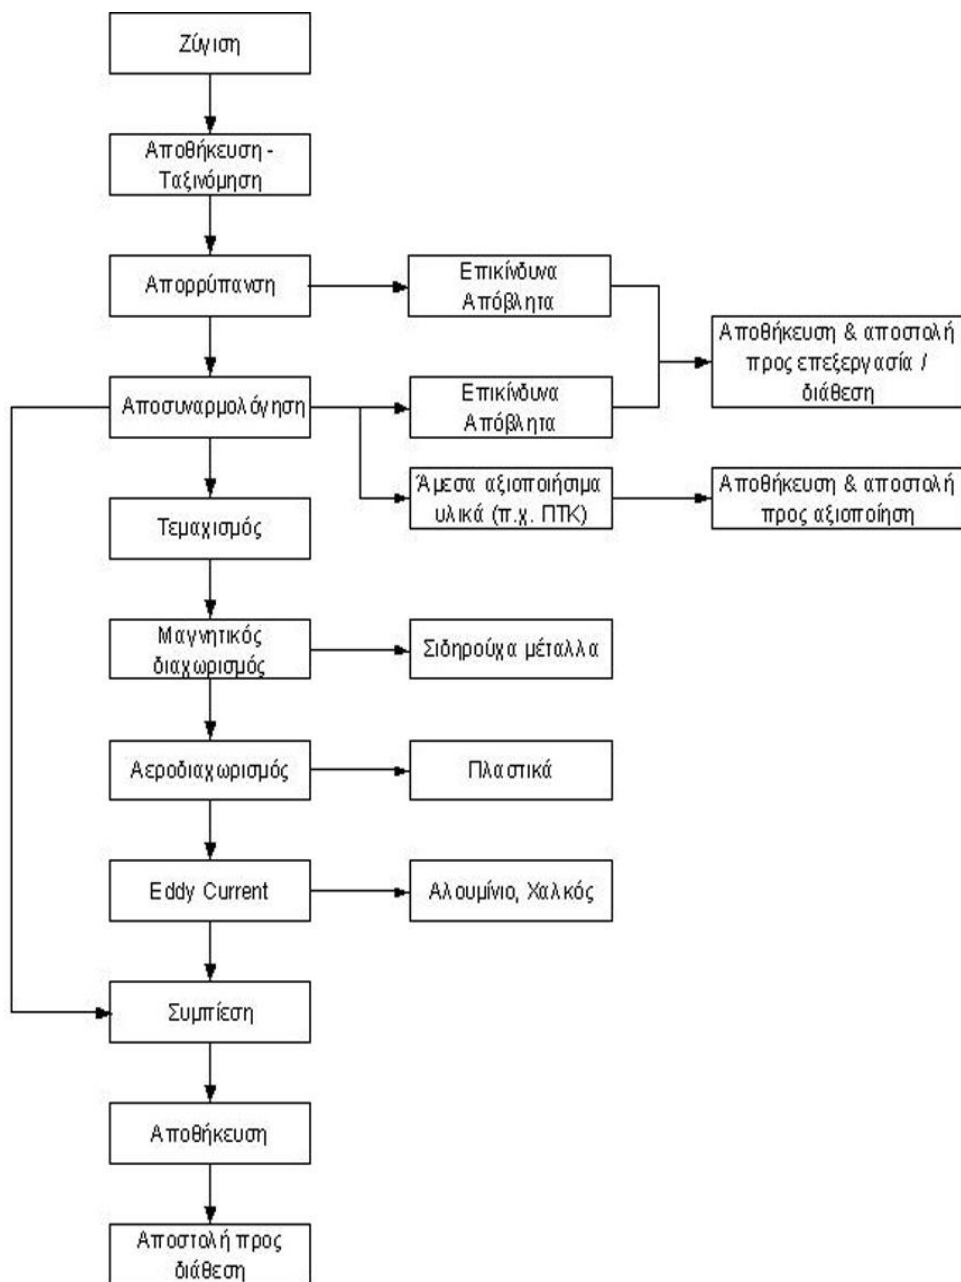 Ζύγιση
Αποθήκευση -
Ταξινόμηση
Απορρύπανση
Επικίνδυνα
Απόβλητα
Αποθήκευση & αποστολή
προς επεξεργασία /
διάθεση
Αποσυναρμολόγηση
Επικίνδυνα
Απόβλητα
Άμεσα αξιοποιήσιμα
υλικά (π.χ. ΠΤΚ)
Αποθήκευση & αποστολή
προς αξιοποίηση
Τεμαχισμός
Μαγνητικός
διαχωρισμός
Σιδηρούχα μέταλλα
Αεροδιαχωρισμός
Πλαστικά
Eddy Current
Αλουμίνιο, Χαλκός
Συμπίεση
Αποθήκευση
Αποστολή προς
διάθεση